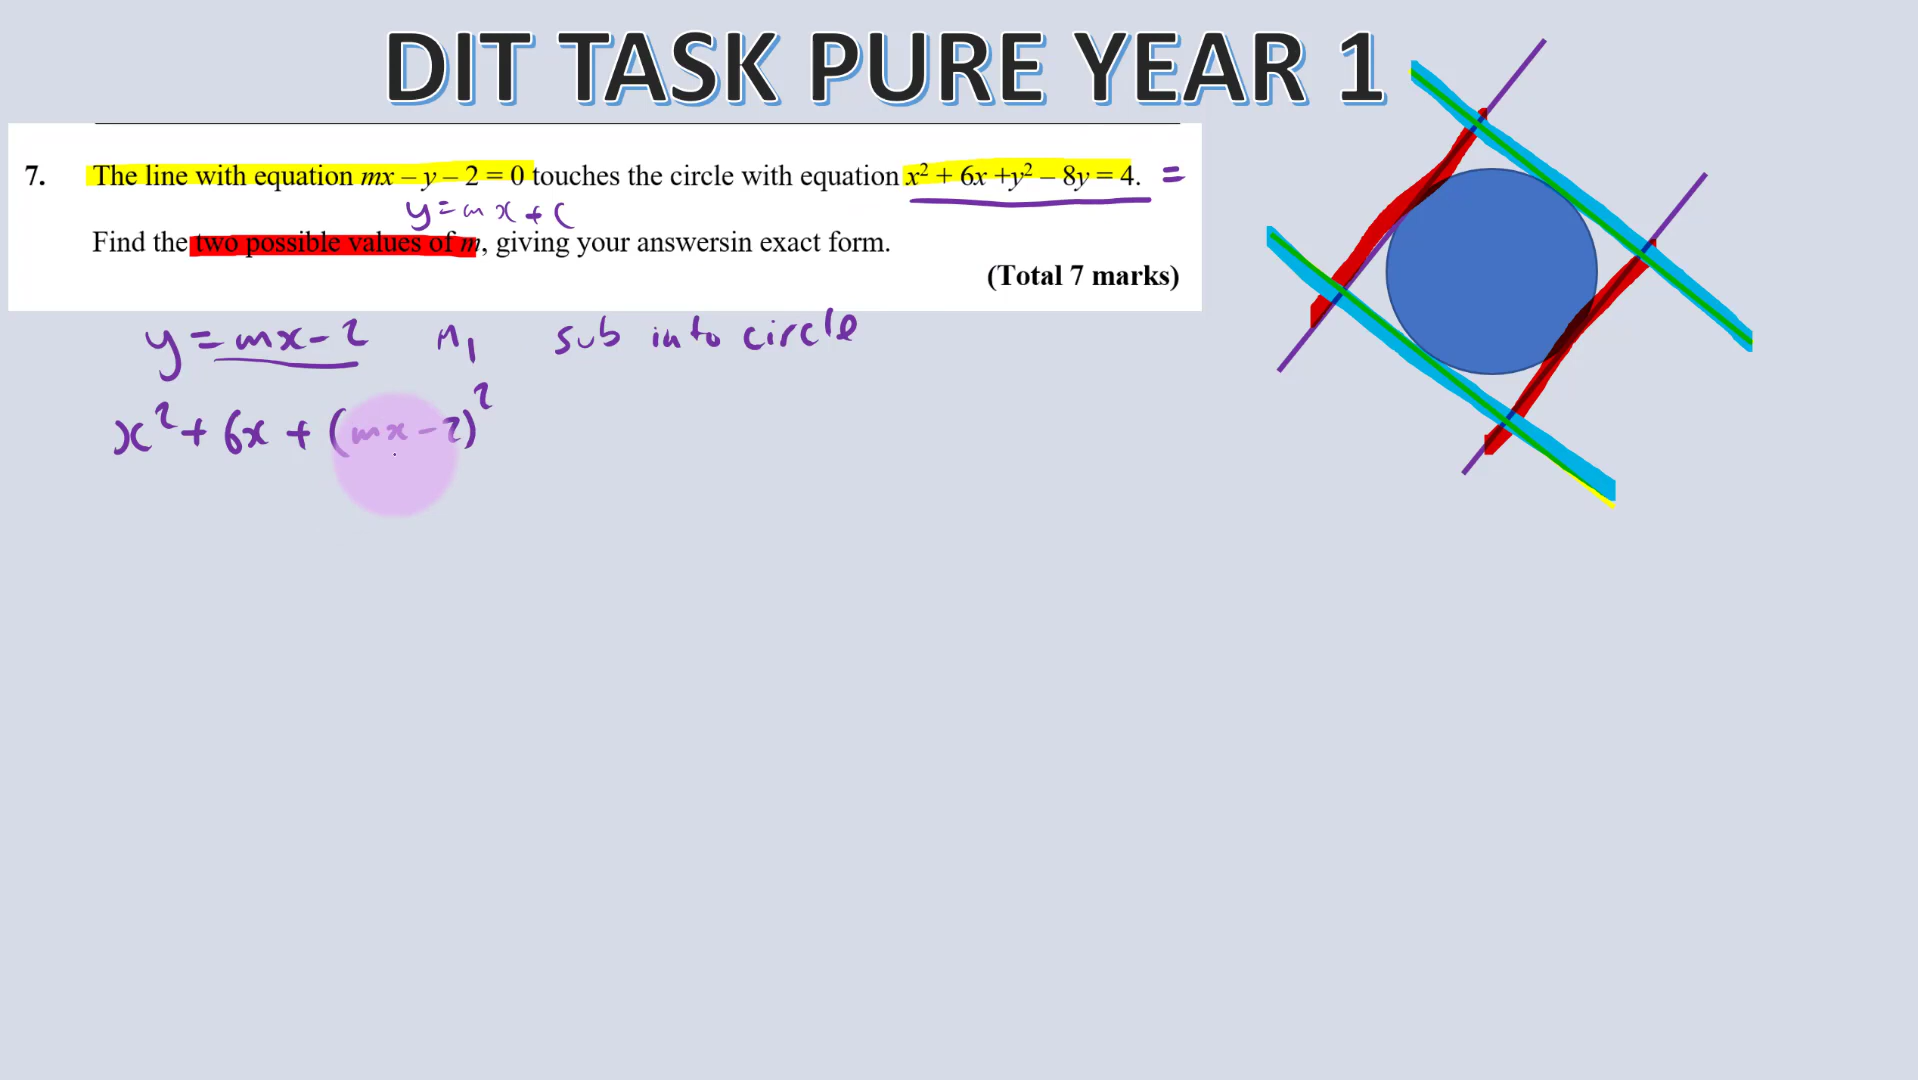 DIT TASK PURE YEAR 1
7. The line with equation mx – y – 2 = 0 touches the circle with equation x² + 6x +y² – 8y = 4. =
y = mx + c
Find the two possible values of m, giving your answersin exact form.
(Total 7 marks)
y = mx - 2 M1 sub into circle
x² + 6x + (mx - 2)²